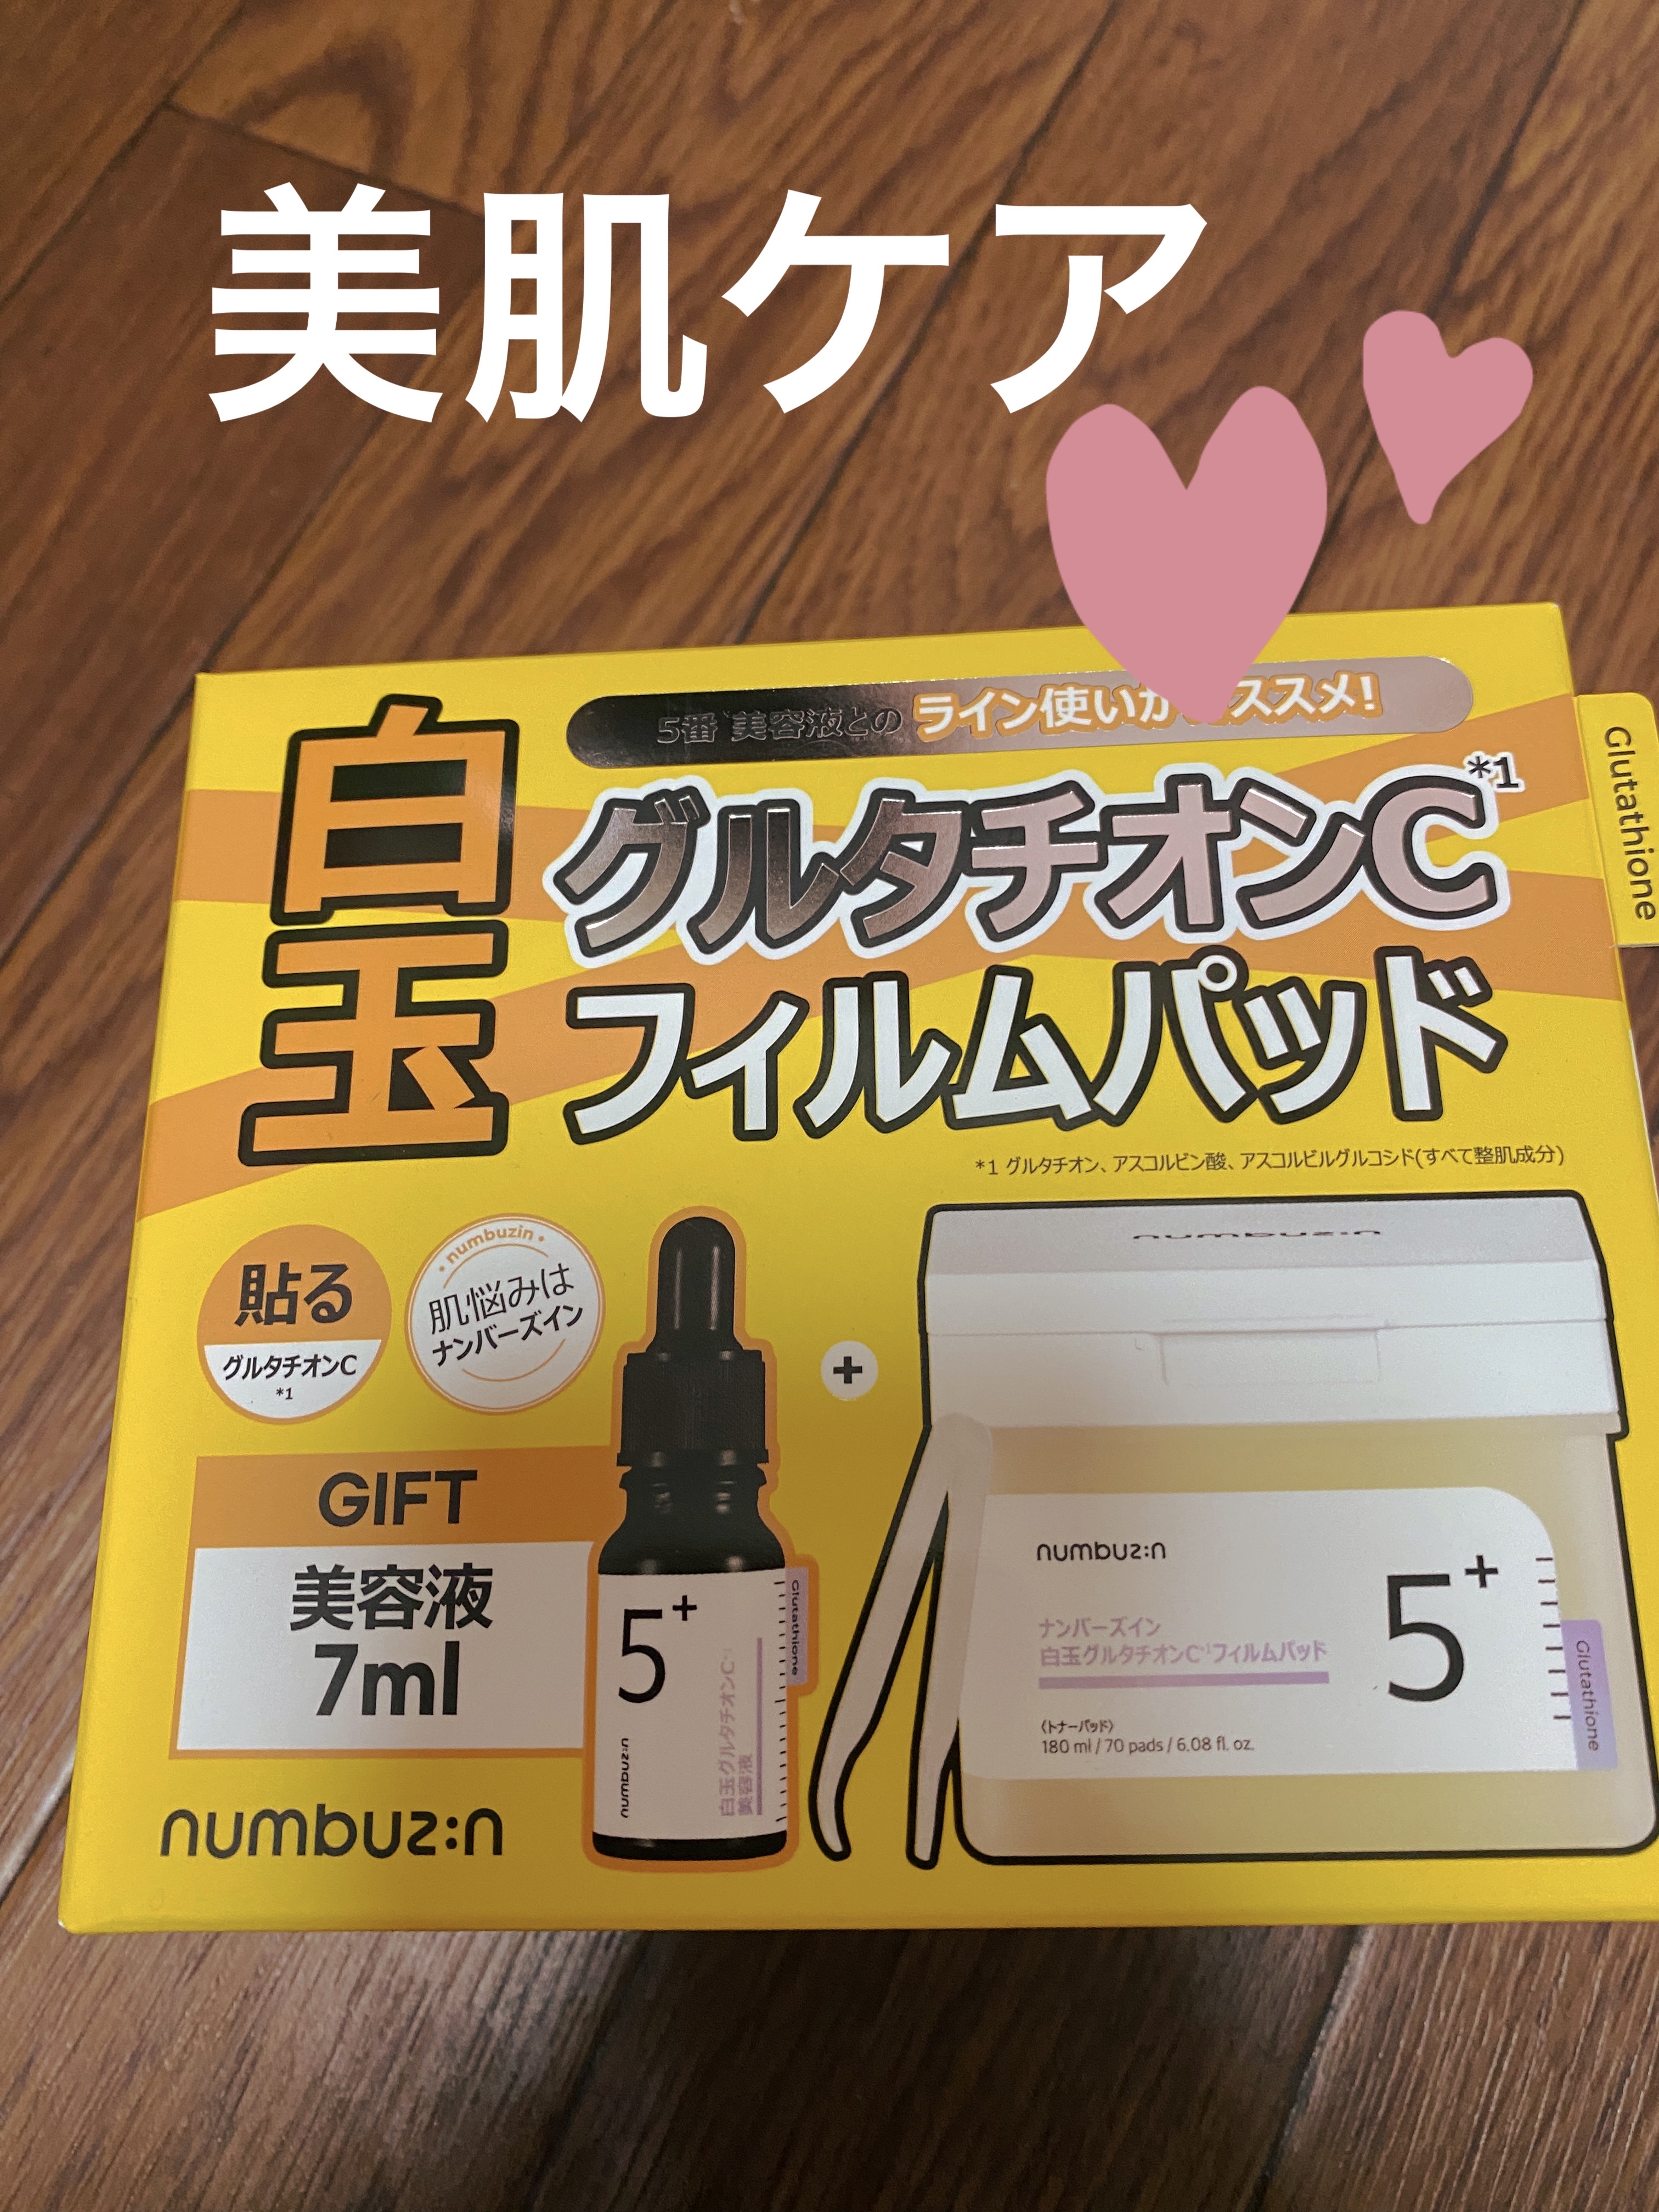 美肌ケア
5番 美容液との ライン使いが ススメ!
白玉
グルタチオンC*1
フィルムパッド
*1 グルタチオン、アスコルビン酸、アスコルビルグルコシド(すべて整肌成分)
Glutathione
貼る
グルタチオンC
*1
numbuzin
肌悩みは
ナンバーズイン
GIFT
美容液
7ml
numbuz:n
5+
Glutathione
白玉グルタチオンC*1
美容液
numbuz:n
+
numbuz:n
numbuz:n
5+
ナンバーズイン
白玉グルタチオンC*1フィルムパッド
〈トナーパッド〉
180 ml / 70 pads / 6.08 fl. oz.
Glutathione